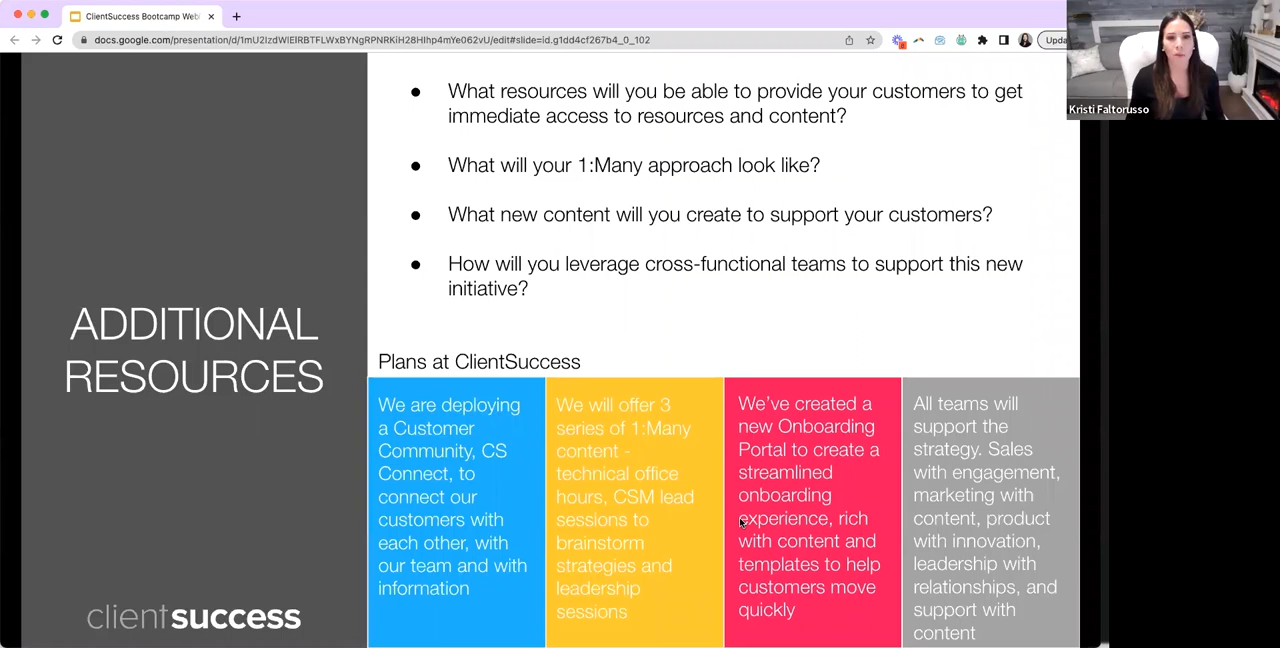 ClientSuccess Bootcamp Web
docs.google.com/presentation/d/1mU2IzdWIEIRBTFLWxBYNgRPNRKiH28HIhp4mYe062vU/edit#slide=id.g1dd4cf267b4_0_102
Upda
Kristi Faltorusso
● What resources will you be able to provide your customers to get
immediate access to resources and content?
● What will your 1:Many approach look like?
● What new content will you create to support your customers?
● How will you leverage cross-functional teams to support this new
initiative?
ADDITIONAL
RESOURCES
clientsuccess
Plans at ClientSuccess
We are deploying
a Customer
Community, CS
Connect, to
connect our
customers with
each other, with
our team and with
information
We will offer 3
series of 1:Many
content -
technical office
hours, CSM lead
sessions to
brainstorm
strategies and
leadership
sessions
We've created a
new Onboarding
Portal to create a
streamlined
onboarding
experience, rich
with content and
templates to help
customers move
quickly
All teams will
support the
strategy. Sales
with engagement,
marketing with
content, product
with innovation,
leadership with
relationships, and
support with
content